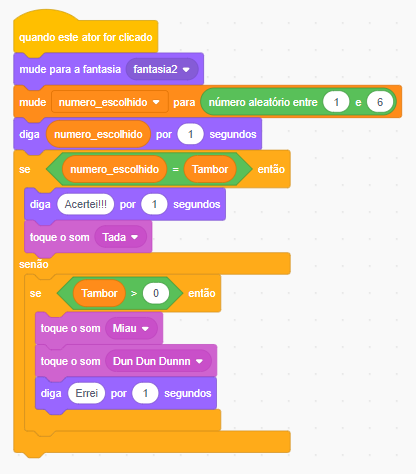 quando este ator for clicado
mude para a fantasia fantasia2
mude numero_escolhido para número aleatório entre 1 e 6
diga numero_escolhido por 1 segundos
se numero_escolhido = Tambor então
diga Acertei!!! por 1 segundos
toque o som Tada
senão
se Tambor > 0 então
toque o som Miau
toque o som Dun Dun Dunnn
diga Errei por 1 segundos